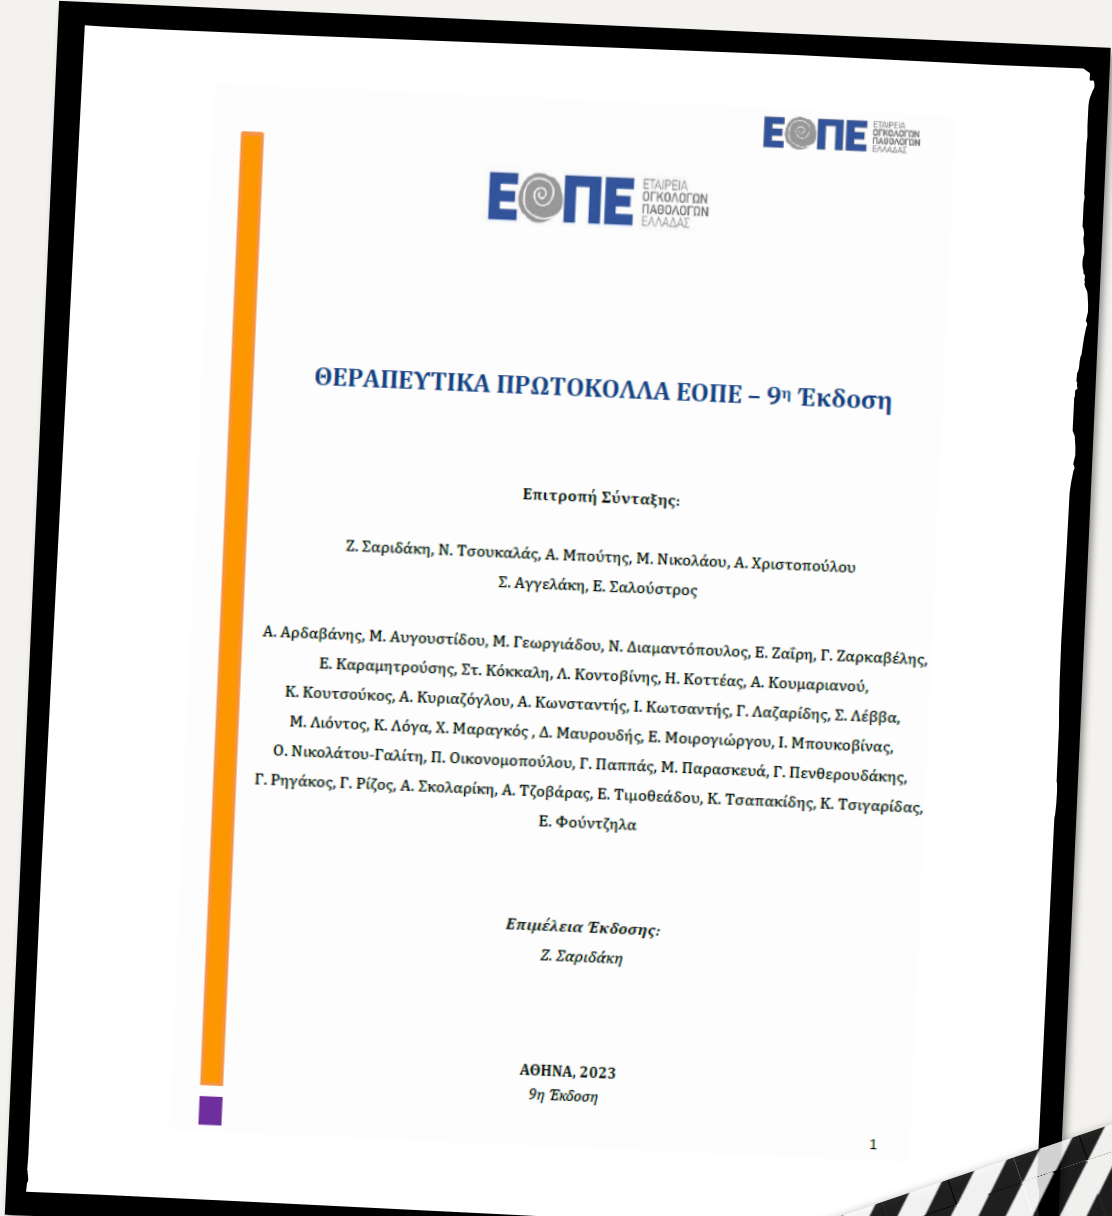 ΕΟΠΕ ΕΤΑΙΡΕΙΑ
ΟΓΚΟΛΟΓΩΝ
ΠΑΘΟΛΟΓΩΝ
ΕΛΛΑΔΑΣ
ΕΟΠΕ ΕΤΑΙΡΕΙΑ
ΟΓΚΟΛΟΓΩΝ
ΠΑΘΟΛΟΓΩΝ
ΕΛΛΑΔΑΣ
ΘΕΡΑΠΕΥΤΙΚΑ ΠΡΩΤΟΚΟΛΛΑ ΕΟΠΕ – 9η Έκδοση
Επιτροπή Σύνταξης:
Ζ. Σαριδάκη, Ν. Τσουκαλάς, Α. Μπούτης, Μ. Νικολάου, Α. Χριστοπούλου
Σ. Αγγελάκη, Ε. Σαλούστρος
Α. Αρδαβάνης, Μ. Αυγουστίδου, Μ. Γεωργιάδου, Ν. Διαμαντόπουλος, Ε. Ζαΐρη, Γ. Ζαρκαβέλης,
Ε. Καραμητρούσης, Στ. Κόκκαλη, Λ. Κοντοβίνης, Η. Κοττέας, Α. Κουμαριανού,
Κ. Κουτσούκος, Α. Κυριαζόγλου, Α. Κωνσταντής, Ι. Κωτσαντής, Γ. Λαζαρίδης, Σ. Λέββα,
Μ. Λιόντος, Κ. Λόγα, Χ. Μαραγκός , Δ. Μαυρουδής, Ε. Μοιρογιώργου, Ι. Μπουκοβίνας,
Ο. Νικολάτου-Γαλίτη, Π. Οικονομοπούλου, Γ. Παππάς, Μ. Παρασκευά, Γ. Πενθερουδάκης,
Γ. Ρηγάκος, Γ. Ρίζος, Α. Σκολαρίκη, Α. Τζοβάρας, Ε. Τιμοθεάδου, Κ. Τσαπακίδης, Κ. Τσιγαρίδας,
Ε. Φούντζηλα
Επιμέλεια Έκδοσης:
Ζ. Σαριδάκη
ΑΘΗΝΑ, 2023
9η Έκδοση
1